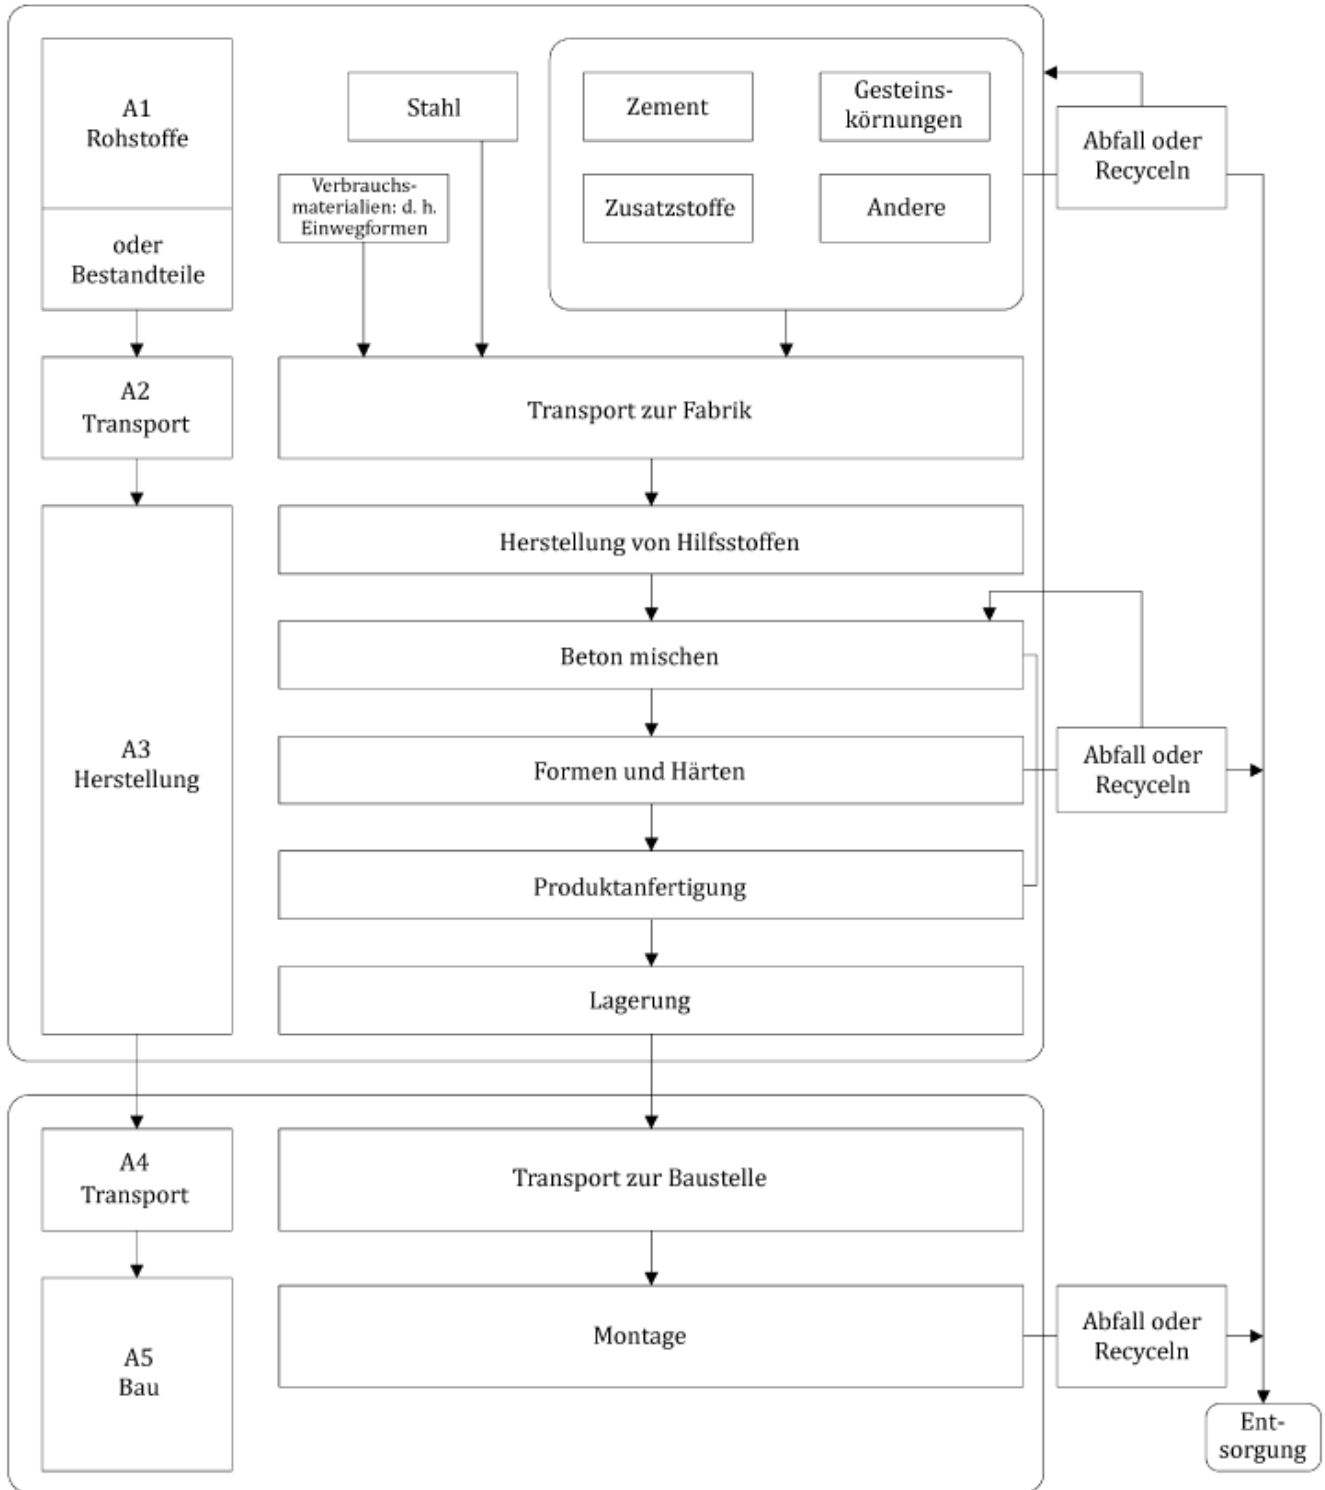 A1
Rohstoffe
oder
Bestandteile
Stahl
Verbrauchs-
materialien: d. h.
Einwegformen
Zement
Gesteins-
körnungen
Zusatzstoffe
Andere
Abfall oder
Recyceln
A2
Transport
Transport zur Fabrik
A3
Herstellung
Herstellung von Hilfsstoffen
Beton mischen
Formen und Härten
Abfall oder
Recyceln
Produktanfertigung
Lagerung
A4
Transport
Transport zur Baustelle
A5
Bau
Montage
Abfall oder
Recyceln
Ent-
sorgung